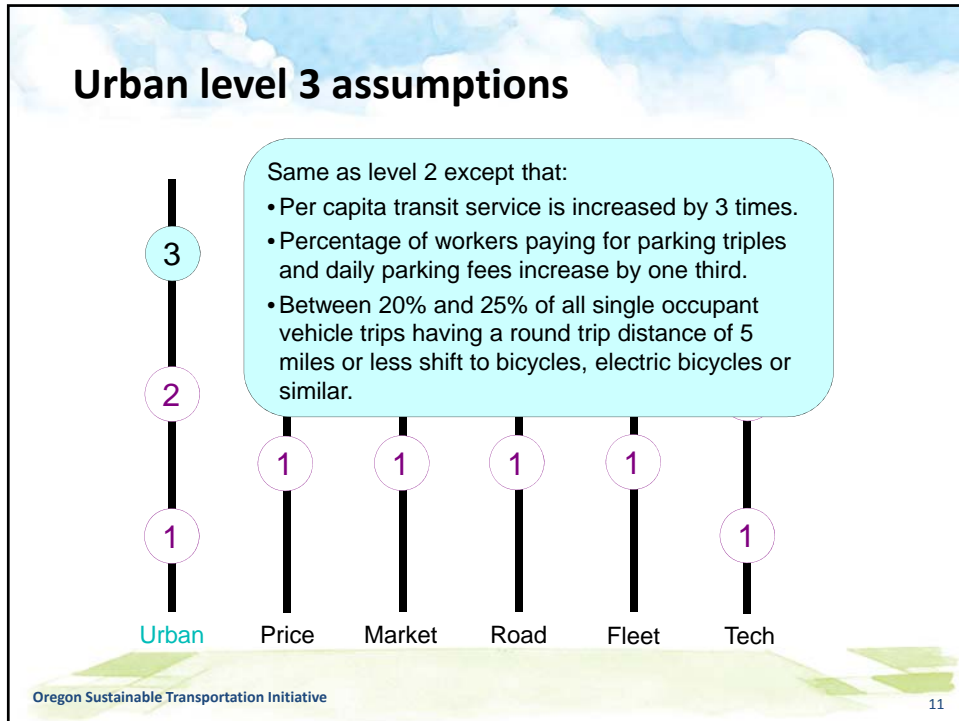 Urban level 3 assumptions
Same as level 2 except that:
• Per capita transit service is increased by 3 times.
• Percentage of workers paying for parking triples
and daily parking fees increase by one third.
• Between 20% and 25% of all single occupant
vehicle trips having a round trip distance of 5
miles or less shift to bicycles, electric bicycles or
similar.
3
2
1 1 1 1
1 1
Urban Price Market Road Fleet Tech
Oregon Sustainable Transportation Initiative
11